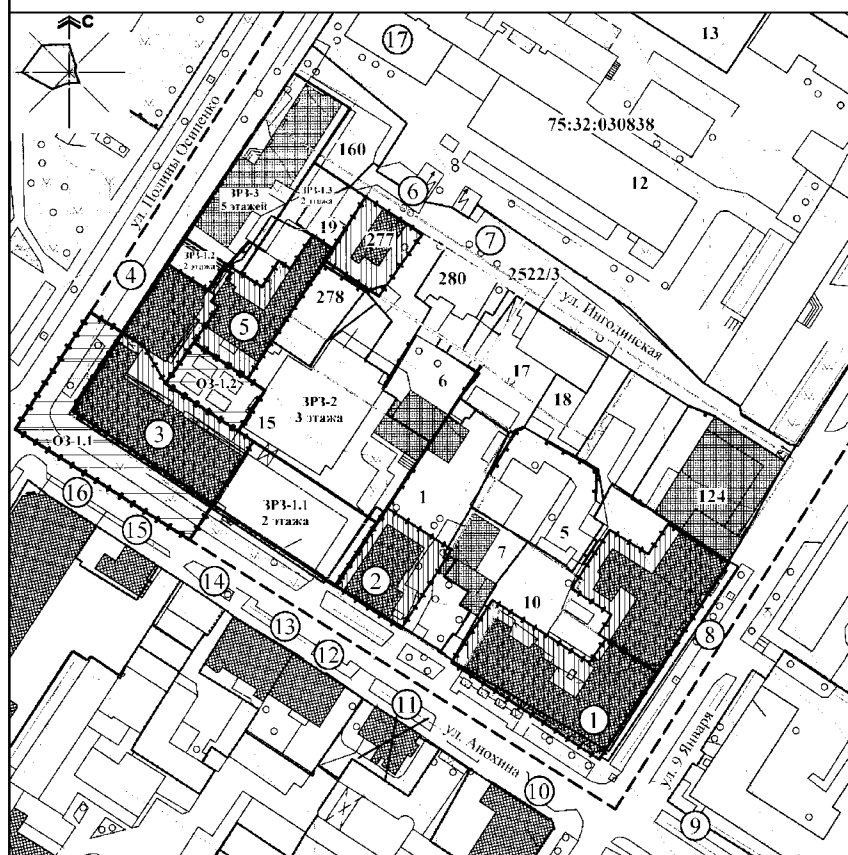 С
17
13
75:32:030838
ул. Полины Осипенко
160
12
ЗРЗ-3
5 этажей
ЗРЗ-1.3
2 этажа
6
19
277
7
ЗРЗ-1.2
2 этажа
280
2522/3
4
278
ул. Ингодинская
5
17
6
18
ОЗ-1.2
ЗРЗ-2
3 этажа
3
15
ОЗ-1.1
124
1
ЗРЗ-1.1
2 этажа
16
5
15
7
2
14
10
8
13
12
11
1
ул. Анохина
ул. 9 Января
10
9